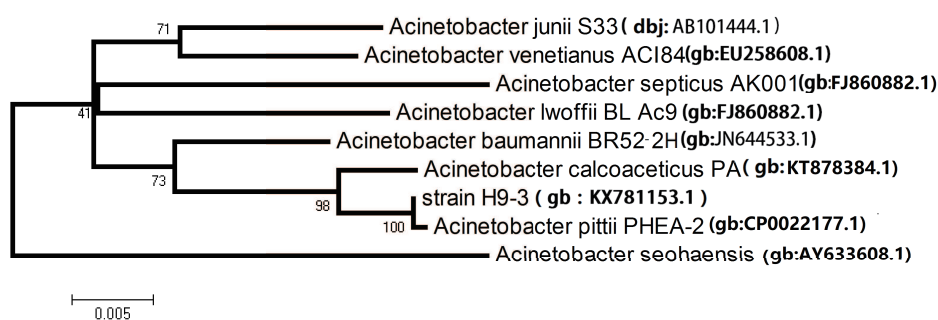 71
Acinetobacter junii S33( dbj: AB101444.1)
Acinetobacter venetianus ACI84(gb:EU258608.1)
Acinetobacter septicus AK001(gb:FJ860882.1)
41
Acinetobacter lwoffii BL Ac9 (gb:FJ860882.1)
Acinetobacter baumannii BR52-2H(gb:JN644533.1)
73
Acinetobacter calcoaceticus PA( gb:KT878384.1)
strain H9-3 ( gb : KX781153.1 )
98
100
Acinetobacter pittii PHEA-2 (gb:CP0022177.1)
Acinetobacter seohaensis (gb:AY633608.1)
0.005